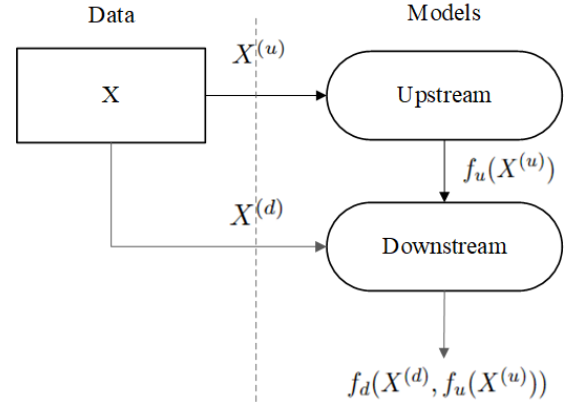 Data
Models
X^{(u)}
X
Upstream
f_u(X^{(u)})
X^{(d)}
Downstream
f_d(X^{(d)}, f_u(X^{(u)}))